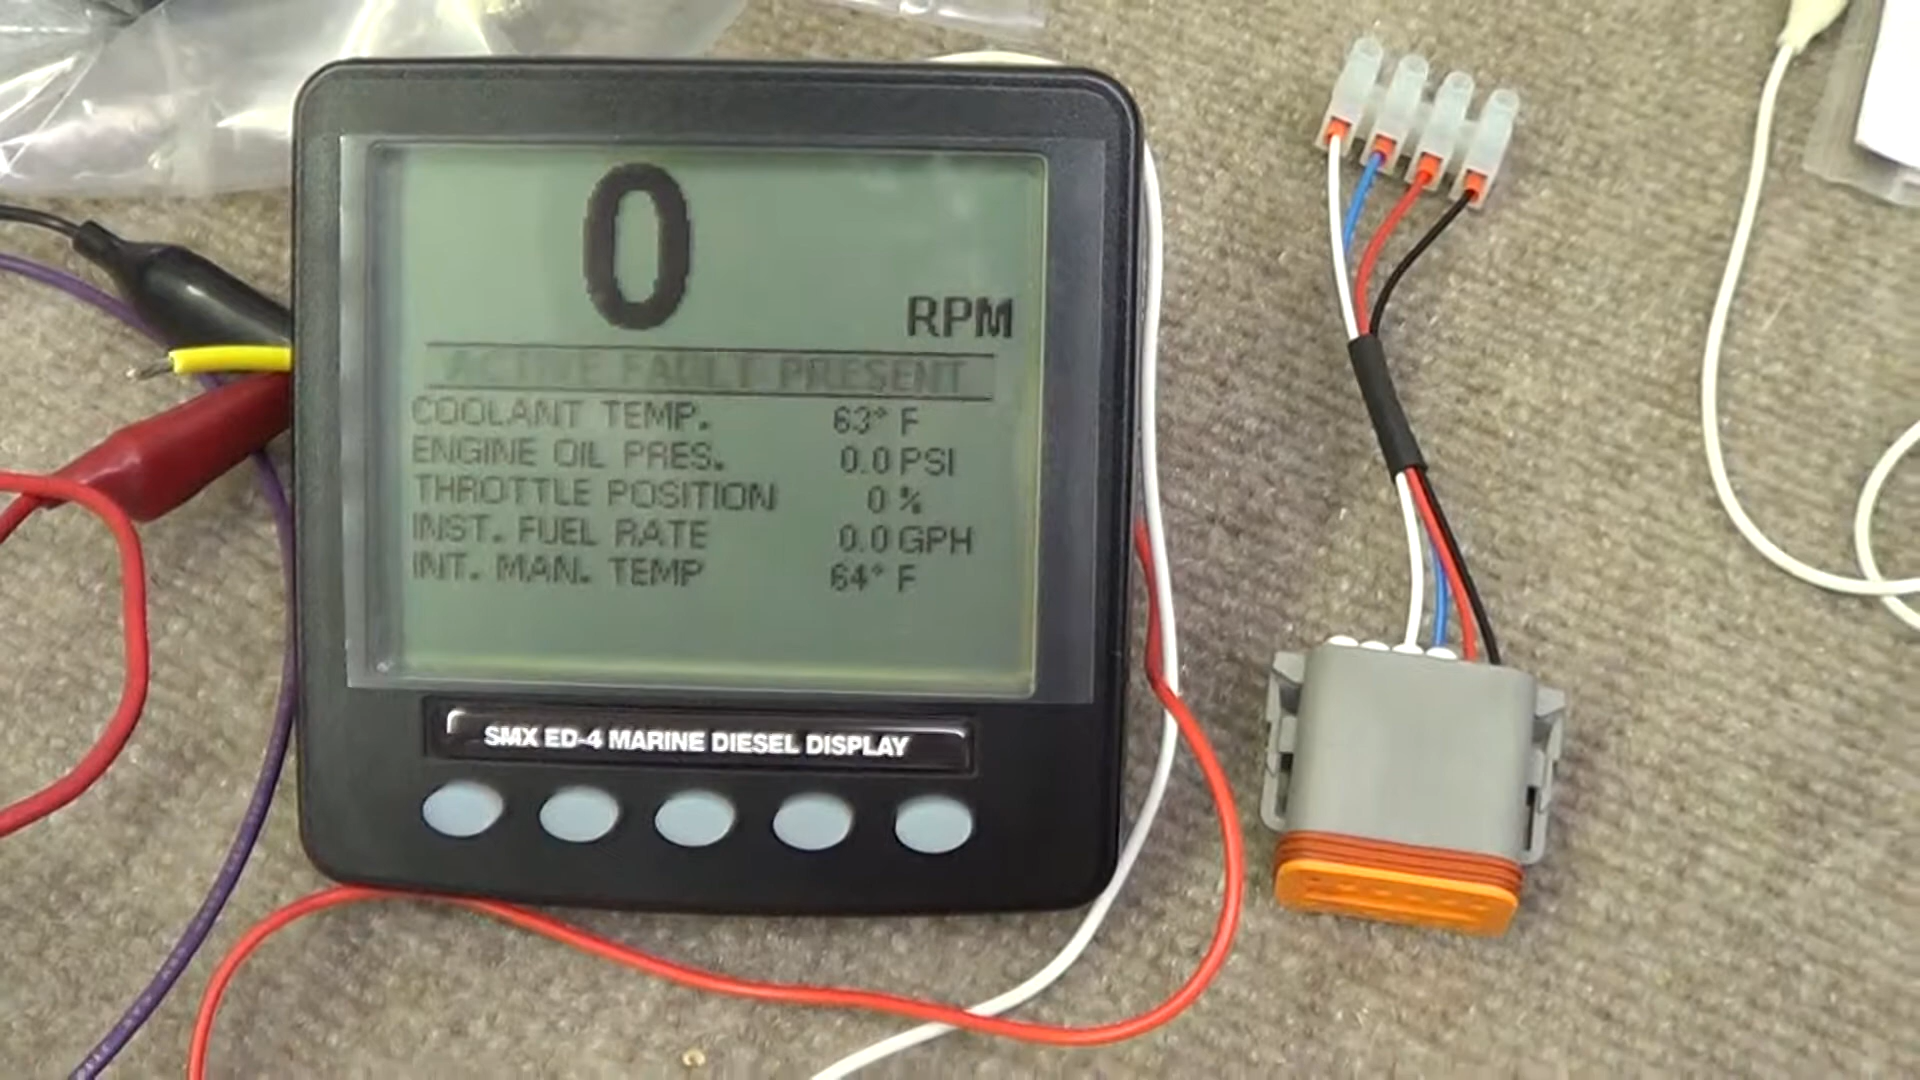 0
RPM
ACTIVE FAULT PRESENT
COOLANT TEMP. 63° F
ENGINE OIL PRES. 0.0 PSI
THROTTLE POSITION 0 %
INST. FUEL RATE 0.0 GPH
INT. MAN. TEMP 64° F
SMX ED-4 MARINE DIESEL DISPLAY